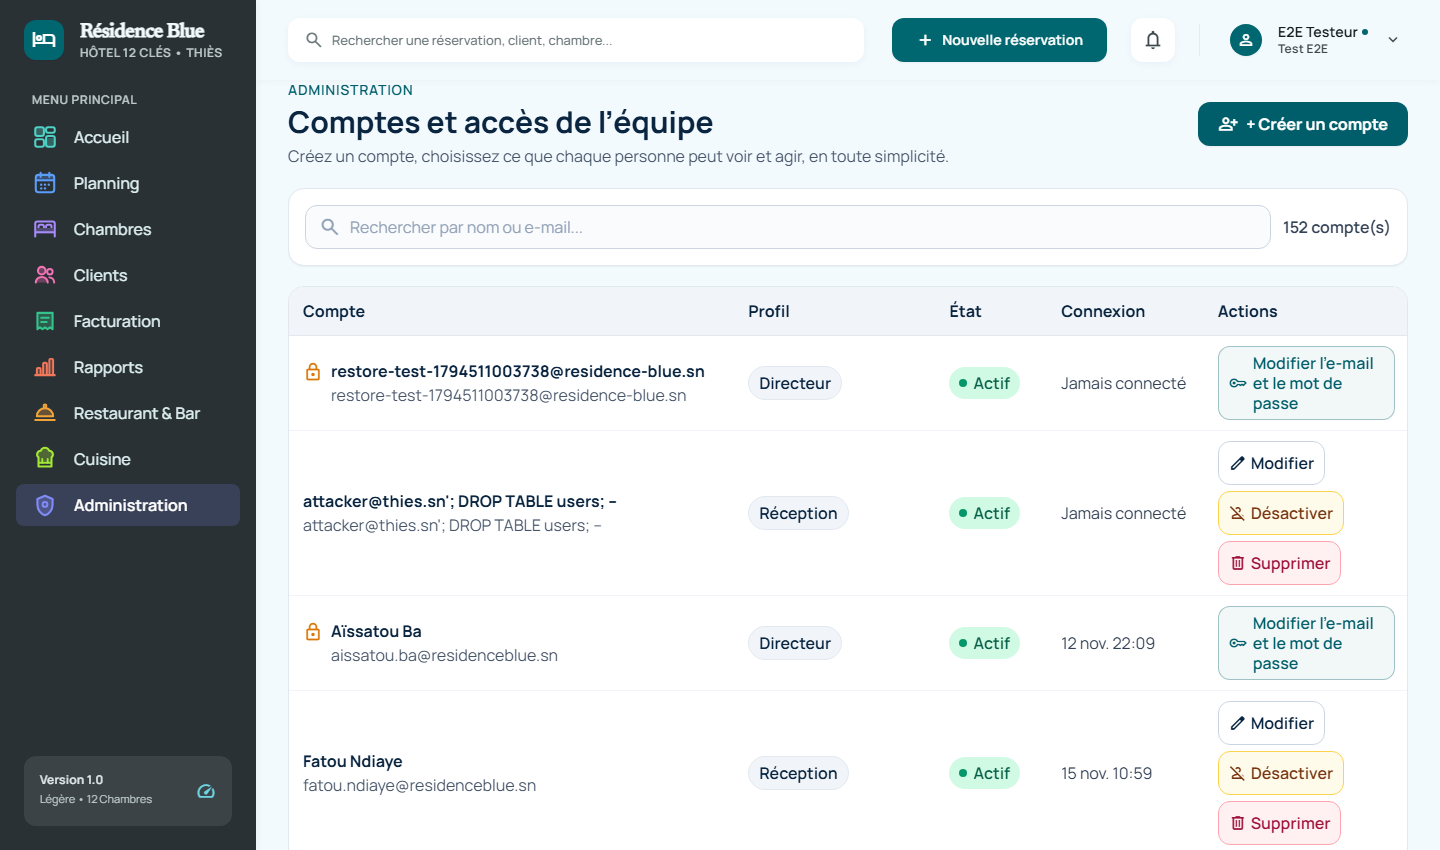 Résidence Blue
HÔTEL 12 CLÉS • THIÈS
MENU PRINCIPAL
Accueil
Planning
Chambres
Clients
Facturation
Rapports
Restaurant & Bar
Cuisine
Administration
Version 1.0
Légère • 12 Chambres
Rechercher une réservation, client, chambre...
+ Nouvelle réservation
E2E Testeur
Test E2E
ADMINISTRATION
Comptes et accès de l’équipe
Créez un compte, choisissez ce que chaque personne peut voir et agir, en toute simplicité.
+ Créer un compte
Rechercher par nom ou e-mail...
152 compte(s)
Compte Profil État Connexion Actions
restore-test-1794511003738@residence-blue.sn
restore-test-1794511003738@residence-blue.sn
Directeur
Actif
Jamais connecté
Modifier l’e-mail
et le mot de
passe
attacker@thies.sn'; DROP TABLE users; –
attacker@thies.sn'; DROP TABLE users; –
Réception
Actif
Jamais connecté
Modifier
Désactiver
Supprimer
Aïssatou Ba
aissatou.ba@residenceblue.sn
Directeur
Actif
12 nov. 22:09
Modifier l’e-mail
et le mot de
passe
Fatou Ndiaye
fatou.ndiaye@residenceblue.sn
Réception
Actif
15 nov. 10:59
Modifier
Désactiver
Supprimer